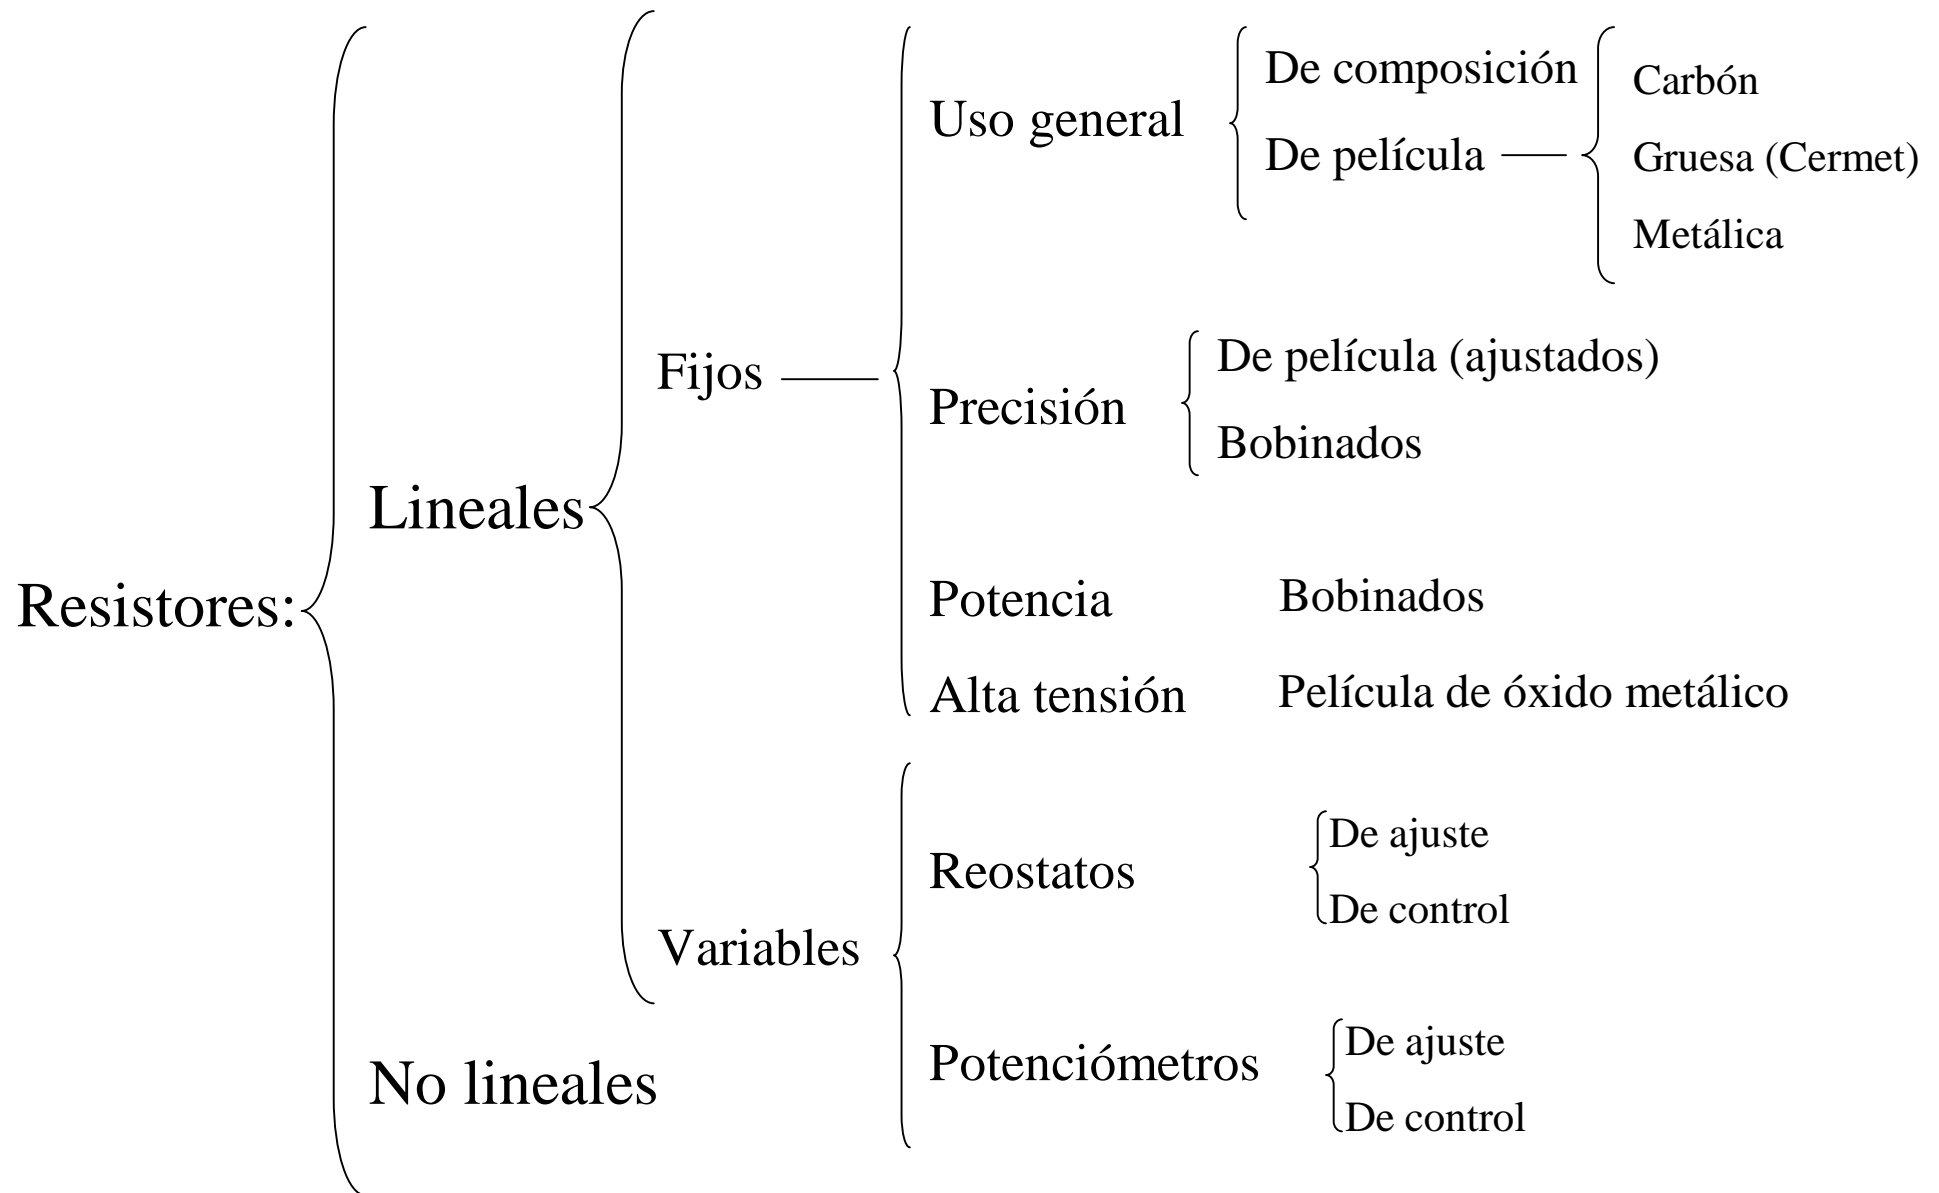 Resistores:
Lineales
Fijos
Uso general
De composición
De película
Carbón
Gruesa (Cermet)
Metálica
Precisión
De película (ajustados)
Bobinados
Potencia
Bobinados
Alta tensión
Película de óxido metálico
Variables
Reostatos
De ajuste
De control
Potenciómetros
De ajuste
De control
No lineales